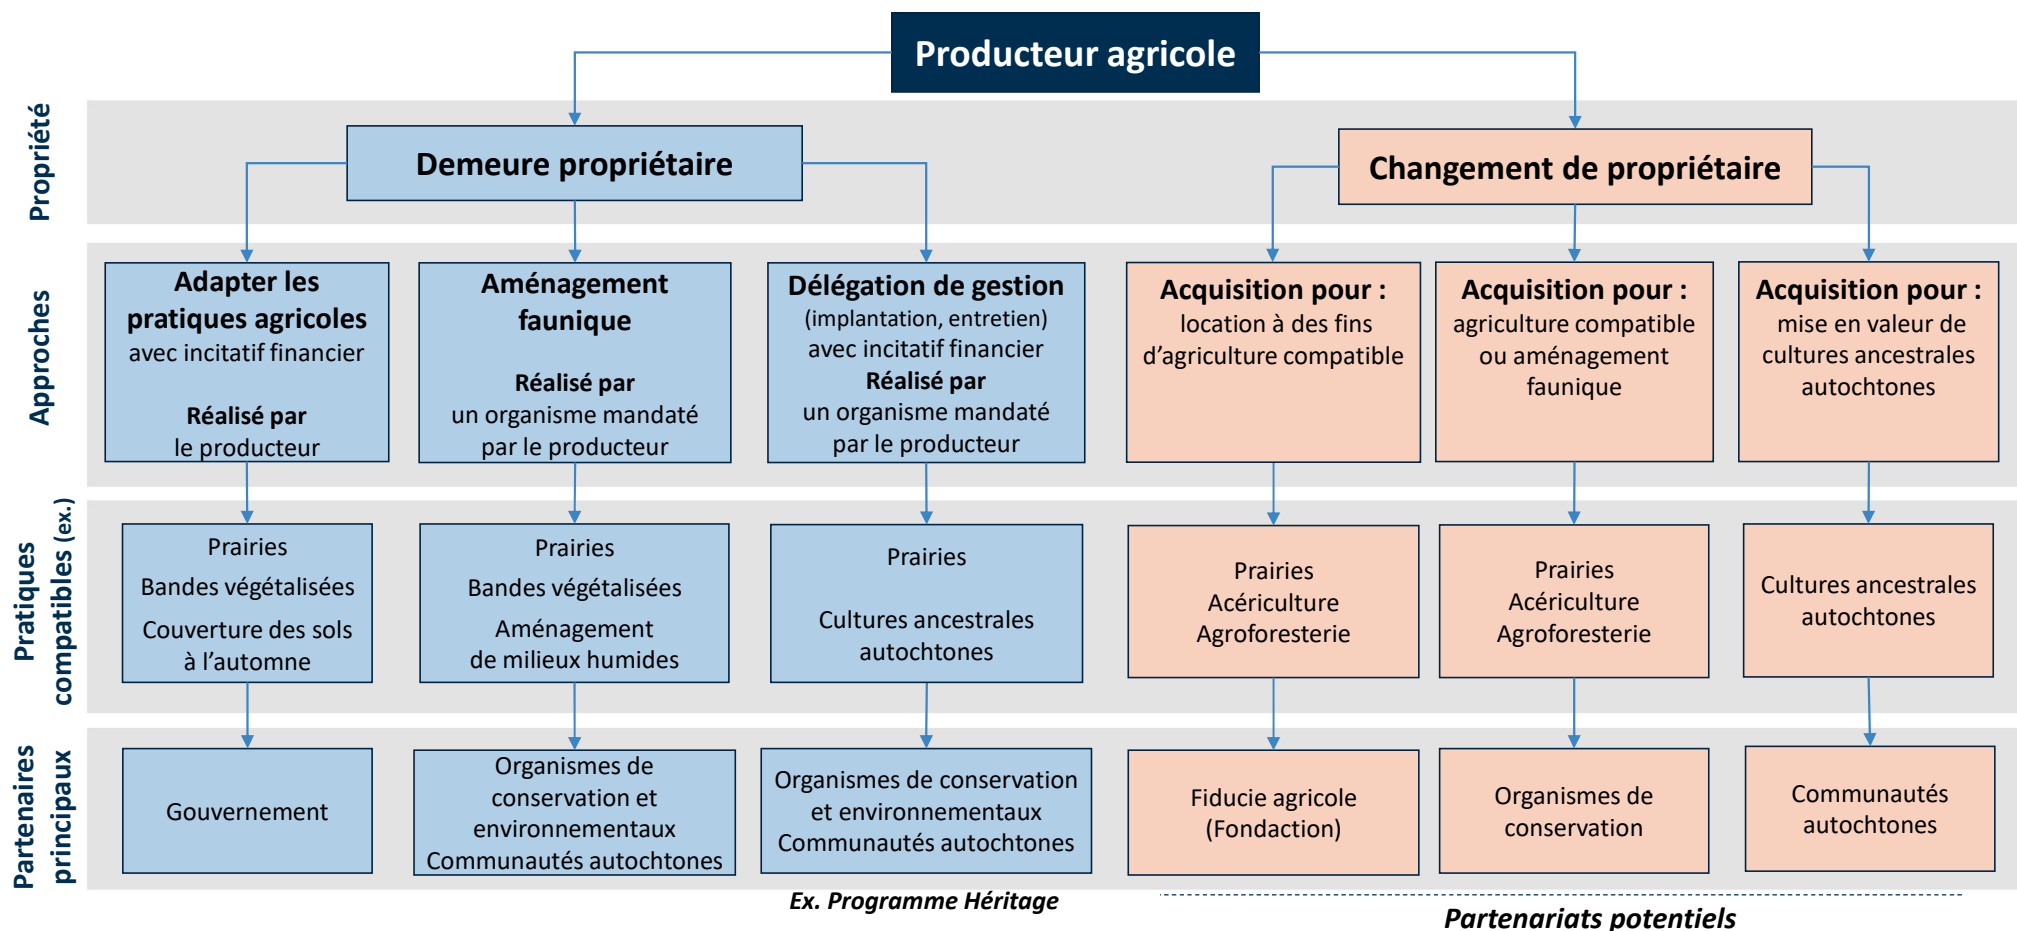 Producteur agricole
Propriété
Demeure propriétaire
Changement de propriétaire
Approches
Adapter les
pratiques agricoles
avec incitatif financier
Réalisé par
le producteur
Aménagement
faunique
Réalisé par
un organisme mandaté
par le producteur
Délégation de gestion
(implantation, entretien)
avec incitatif financier
Réalisé par
un organisme mandaté
par le producteur
Acquisition pour :
location à des fins
d’agriculture compatible
Acquisition pour :
agriculture compatible
ou aménagement
faunique
Acquisition pour :
mise en valeur de
cultures ancestrales
autochtones
Pratiques
compatibles (ex.)
Prairies
Bandes végétalisées
Couverture des sols
à l’automne
Prairies
Bandes végétalisées
Aménagement
de milieux humides
Prairies
Cultures ancestrales
autochtones
Prairies
Acériculture
Agroforesterie
Prairies
Acériculture
Agroforesterie
Cultures ancestrales
autochtones
Partenaires
principaux
Gouvernement
Organismes de
conservation et
environnementaux
Communautés autochtones
Organismes de conservation
et environnementaux
Communautés autochtones
Fiducie agricole
(Fondaction)
Organismes de
conservation
Communautés
autochtones
Ex. Programme Héritage
Partenariats potentiels